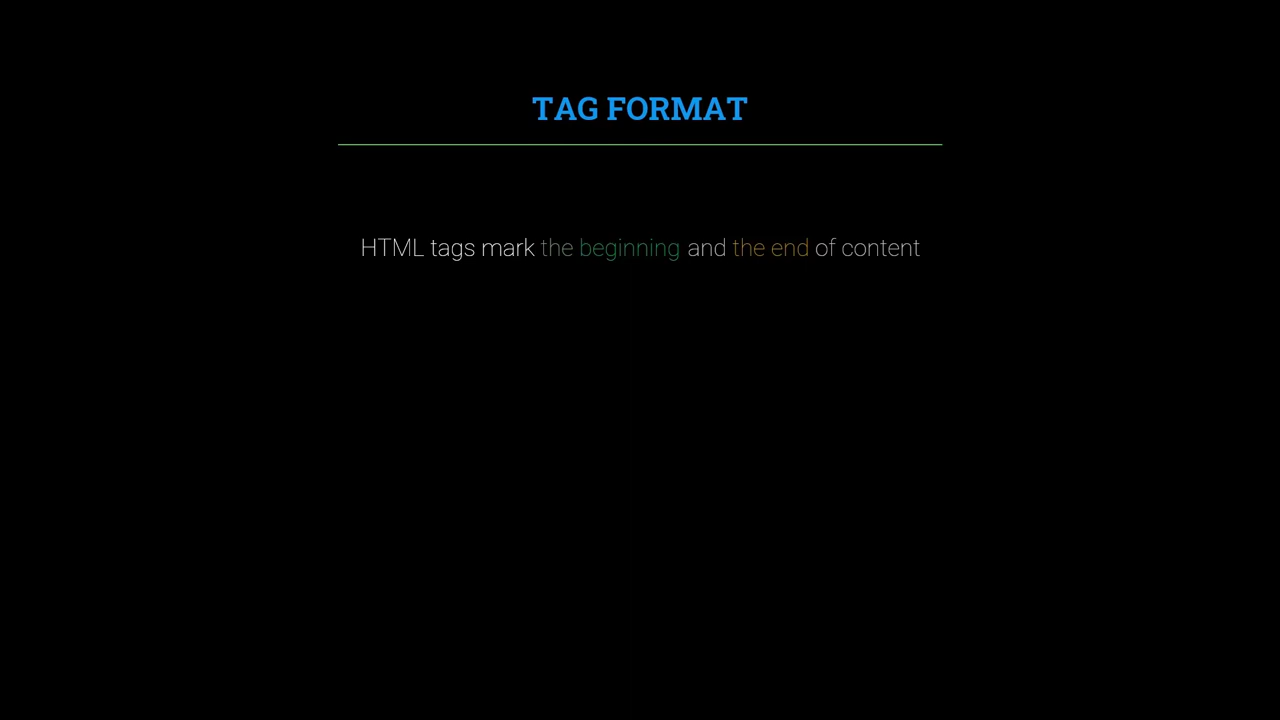 TAG FORMAT
HTML tags mark the beginning and the end of content